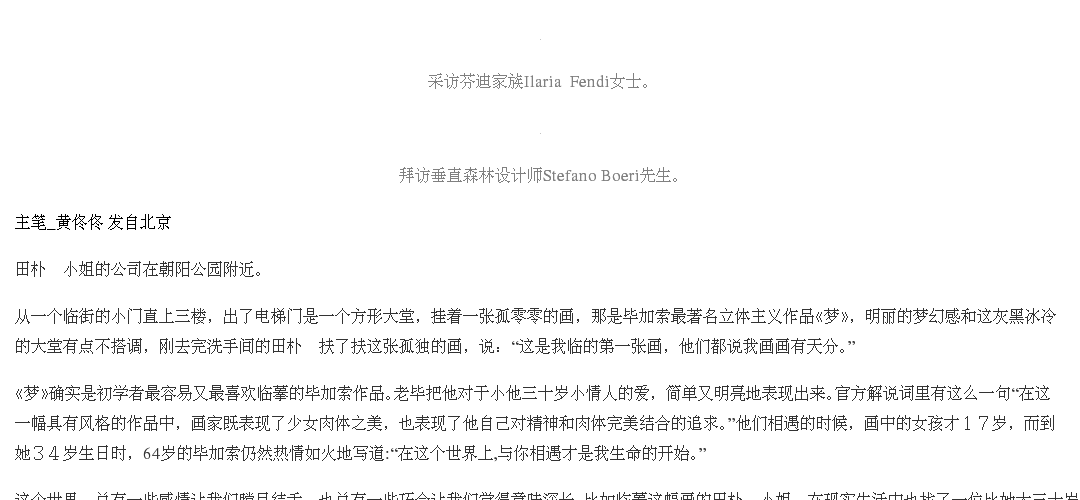 采访芬迪家族Ilaria Fendi女士。
拜访垂直森林设计师Stefano Boeri先生。
主笔_黄佟佟 发自北京
田朴 小姐的公司在朝阳公园附近。
从一个临街的小门直上三楼，出了电梯门是一个方形大堂，挂着一张孤零零的画，那是毕加索最著名立体主义作品《梦》，明丽的梦幻感和这灰黑冰冷
的大堂有点不搭调，刚去完洗手间的田朴 扶了扶这张孤独的画，说：“这是我临的第一张画，他们都说我画画有天分。”
《梦》确实是初学者最容易又最喜欢临摹的毕加索作品。老毕把他对于小他三十岁小情人的爱，简单又明亮地表现出来。官方解说词里有这么一句“在这
一幅具有风格的作品中，画家既表现了少女肉体之美，也表现了他自己对精神和肉体完美结合的追求。”他们相遇的时候，画中的女孩才１７岁，而到
她３４岁生日时，64岁的毕加索仍然热情如火地写道:“在这个世界上,与你相遇才是我生命的开始。”